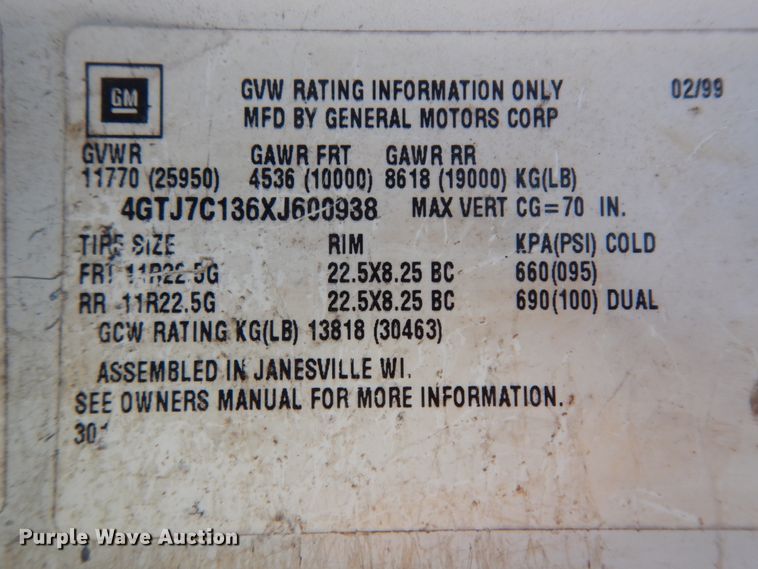 GM
GVW RATING INFORMATION ONLY 02/99
MFD BY GENERAL MOTORS CORP
GVWR GAWR FRT GAWR RR
11770 (25950) 4536 (10000) 8618 (19000) KG(LB)
4GTJ7C136XJ600938 MAX VERT CG=70 IN.
TIRE SIZE RIM KPA(PSI) COLD
FRT 11R22.5G 22.5X8.25 BC 660(095)
RR 11R22.5G 22.5X8.25 BC 690(100) DUAL
GCW RATING KG(LB) 13818 (30463)
ASSEMBLED IN JANESVILLE WI.
SEE OWNERS MANUAL FOR MORE INFORMATION.
Purple Wave Auction